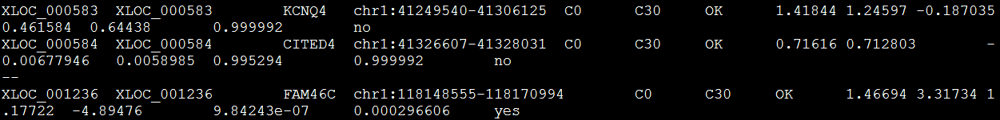 XLOC_000583 XLOC_000583 KCNQ4 chr1:41249540-41306125 C0 C30 OK 1.41844 1.24597 -0.187035
0.461584 0.64438 0.999992 no
XLOC_000584 XLOC_000584 CITED4 chr1:41326607-41328031 C0 C30 OK 0.71616 0.712803 -
0.00677946 0.0058985 0.995294 0.999992 no
--
XLOC_001236 XLOC_001236 FAM46C chr1:118148555-118170994 C0 C30 OK 1.46694 3.31734 1
.17722 -4.89476 9.84243e-07 0.000296606 yes